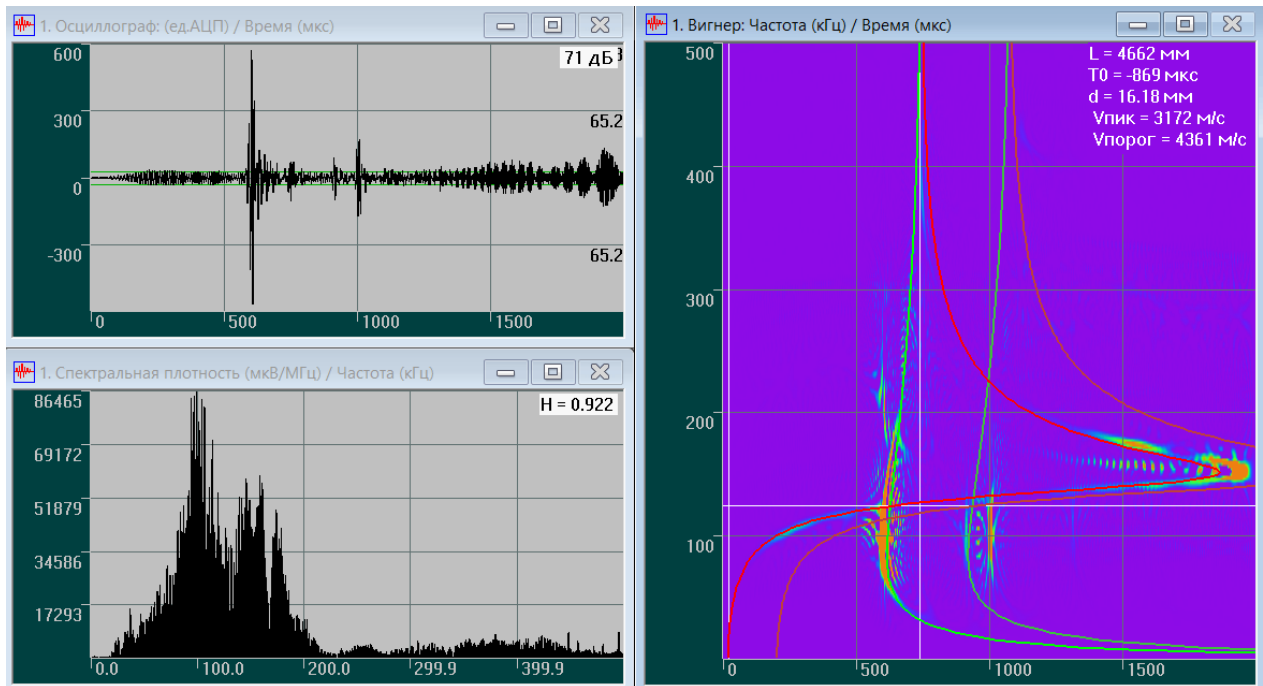 1. Осциллограф: (ед.АЦП) / Время (мкс)
600
71 дБ
300
65.2
0
-300
65.2
0
500
1000
1500
1. Спектральная плотность (мкВ/МГц) / Частота (кГц)
86465
H = 0.922
69172
51879
34586
17293
0.0
100.0
200.0
299.9
399.9
1. Вигнер: Частота (кГц) / Время (мкс)
500
L = 4662 мм
T0 = -869 мкс
d = 16.18 мм
Vпик = 3172 м/с
Vпорог = 4361 м/с
400
300
200
100
0
500
1000
1500